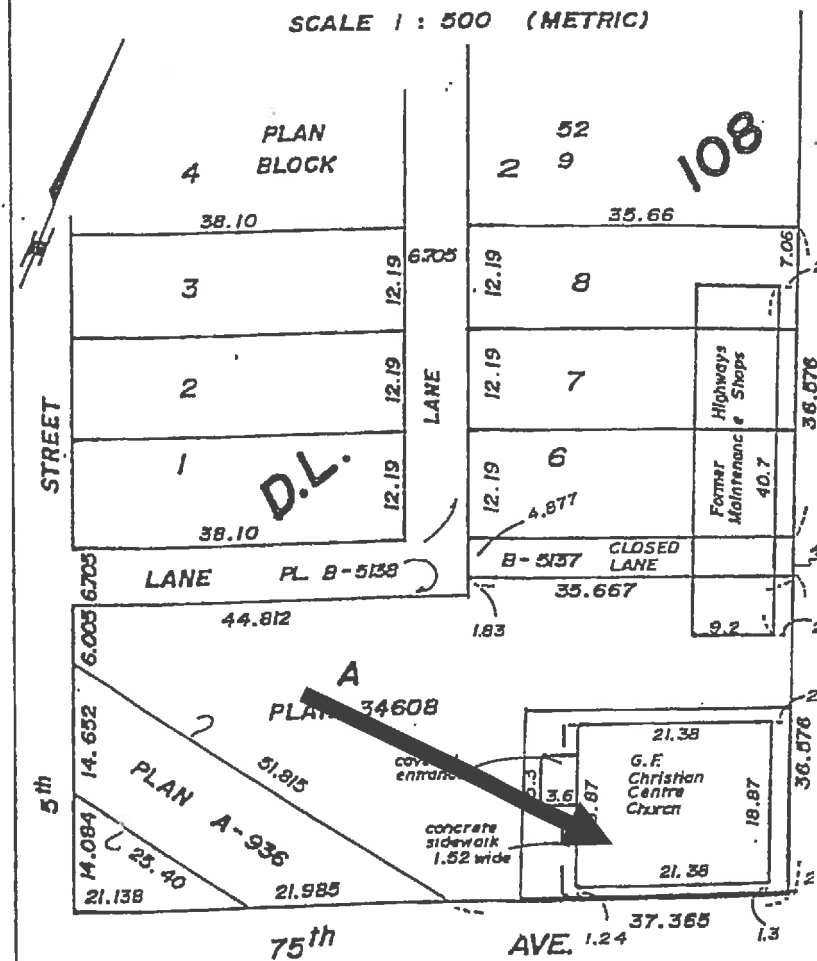 SCALE 1 : 500 (METRIC)
PLAN 52
BLOCK 9
108
4
2
38.10
35.66
7.06
6.705
3
12.19
12.19
8
2
12.19
12.19
7
Highways
Shops
36.576
STREET
LANE
1
D.L.
12.19
12.19
6
Former
Maintenance
40.7
4.877
38.10
6.705
LANE
PL. B-5138
B-5137
CLOSED
LANE
44.812
35.667
1.83
9.2
6.005
A
PLAN 34608
14.652
51.815
PLAN A-936
5th
14.084
25.40
21.138
21.985
21.38
G.F.
Christian
Centre
Church
3.6
18.87
36.576
concrete
sidewalk
1.52 wide
21.38
37.365
1.24
1.3
75th AVE.